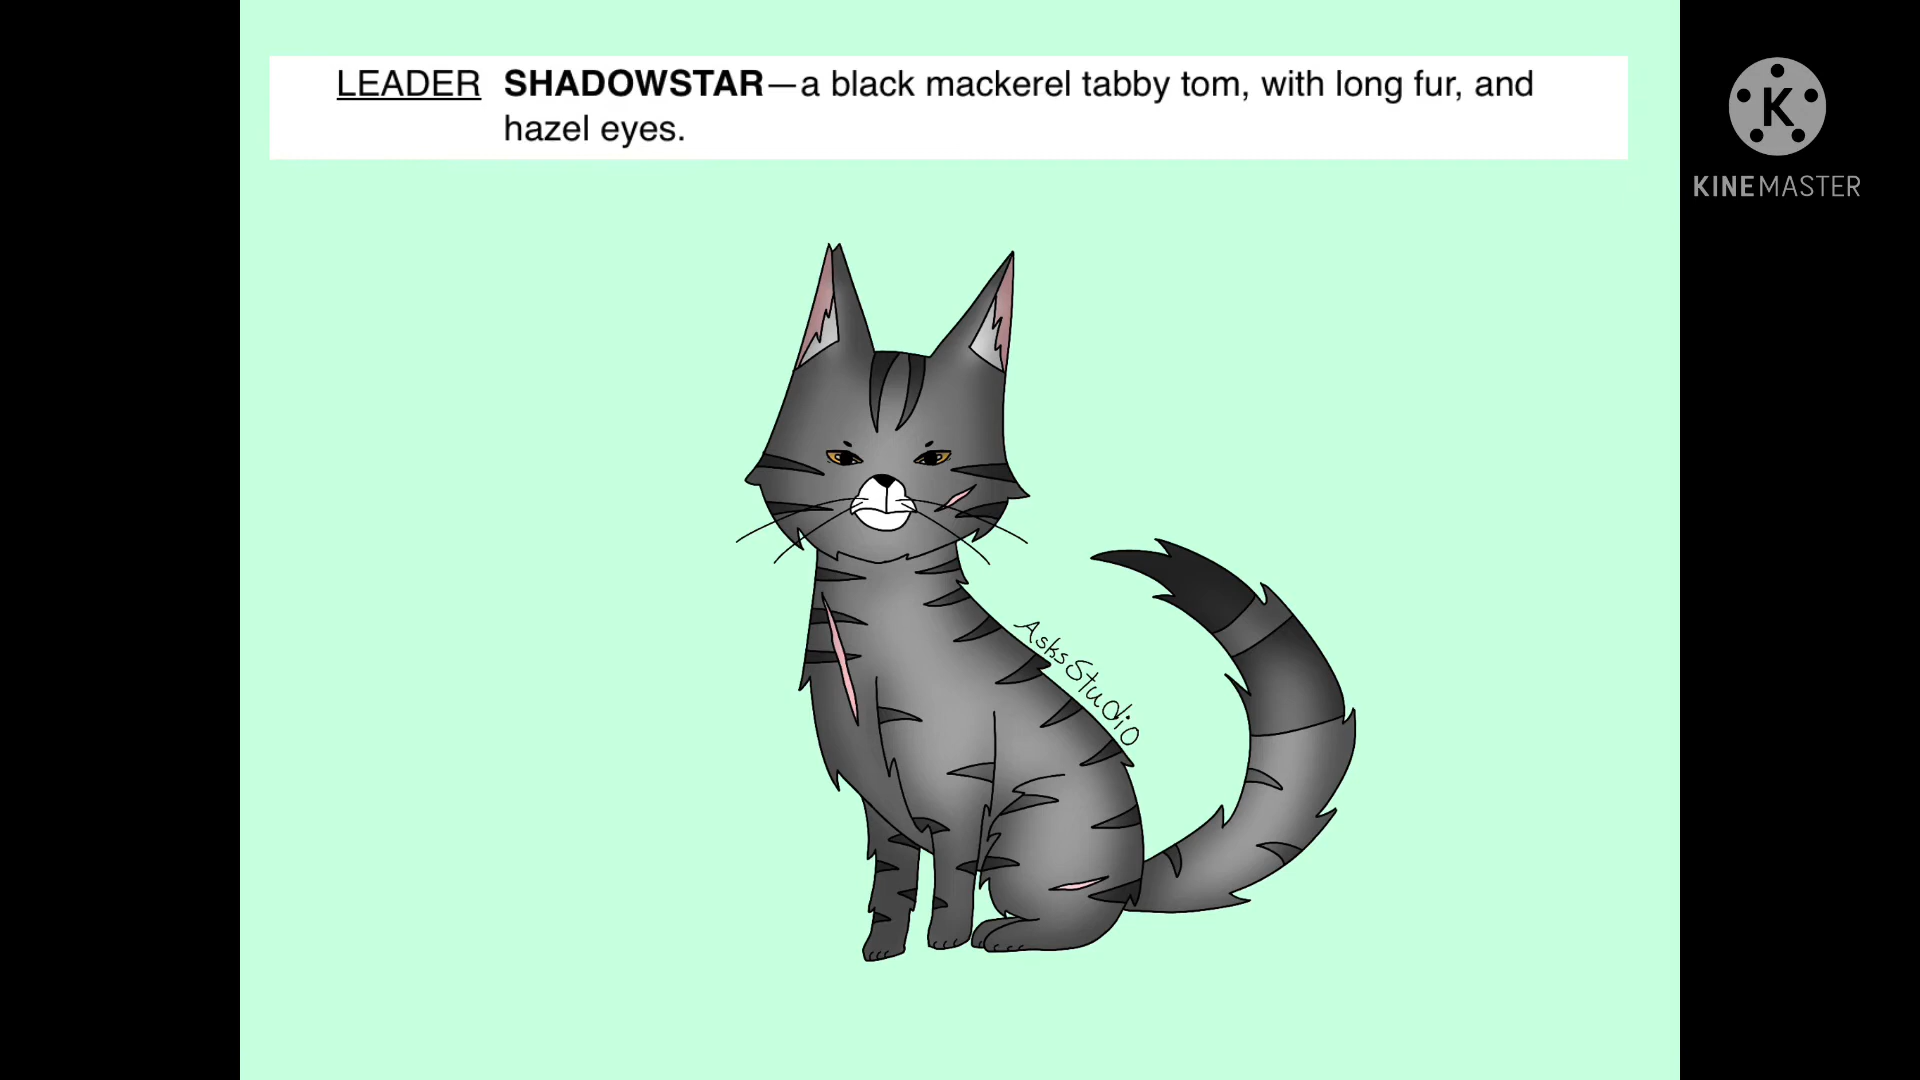 LEADER SHADOWSTAR—a black mackerel tabby tom, with long fur, and
hazel eyes.
K
KINEMASTER
AsksStudio